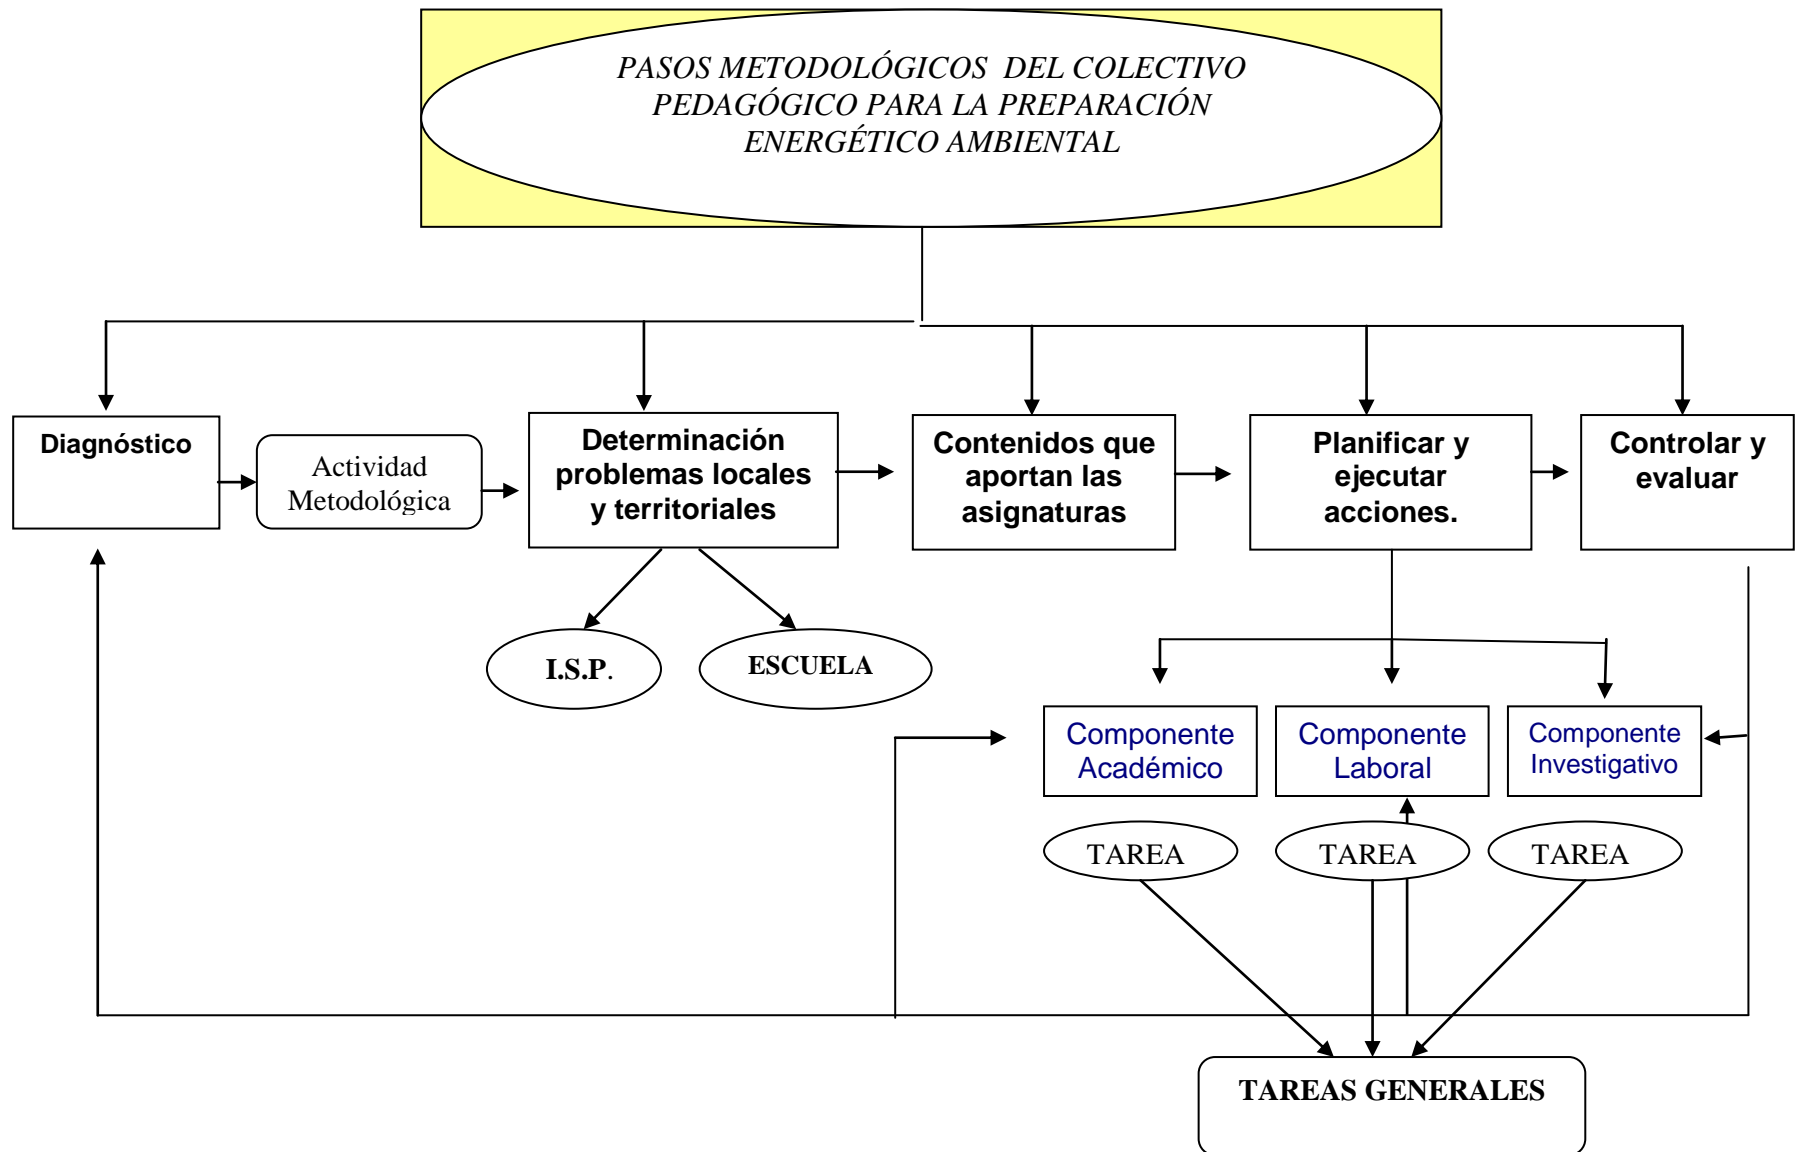 PASOS METODOLÓGICOS DEL COLECTIVO
PEDAGÓGICO PARA LA PREPARACIÓN
ENERGÉTICO AMBIENTAL
Diagnóstico
Actividad
Metodológica
Determinación
problemas locales
y territoriales
Contenidos que
aportan las
asignaturas
Planificar y
ejecutar
acciones.
Controlar y
evaluar
I.S.P.
ESCUELA
Componente
Académico
Componente
Laboral
Componente
Investigativo
TAREA
TAREA
TAREA
TAREAS GENERALES